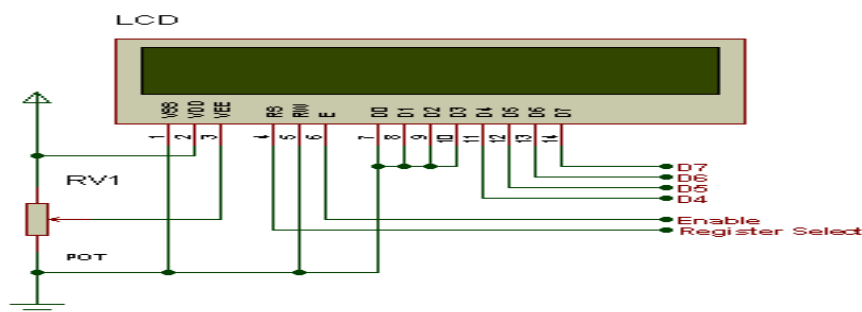 LCD
VSS VDD VEE RS RW E D0 D1 D2 D3 D4 D5 D6 D7
1 2 3 4 5 6 7 8 9 10 11 12 13 14
D7
RV1
D6
D5
D4
Enable
Register Select
POT